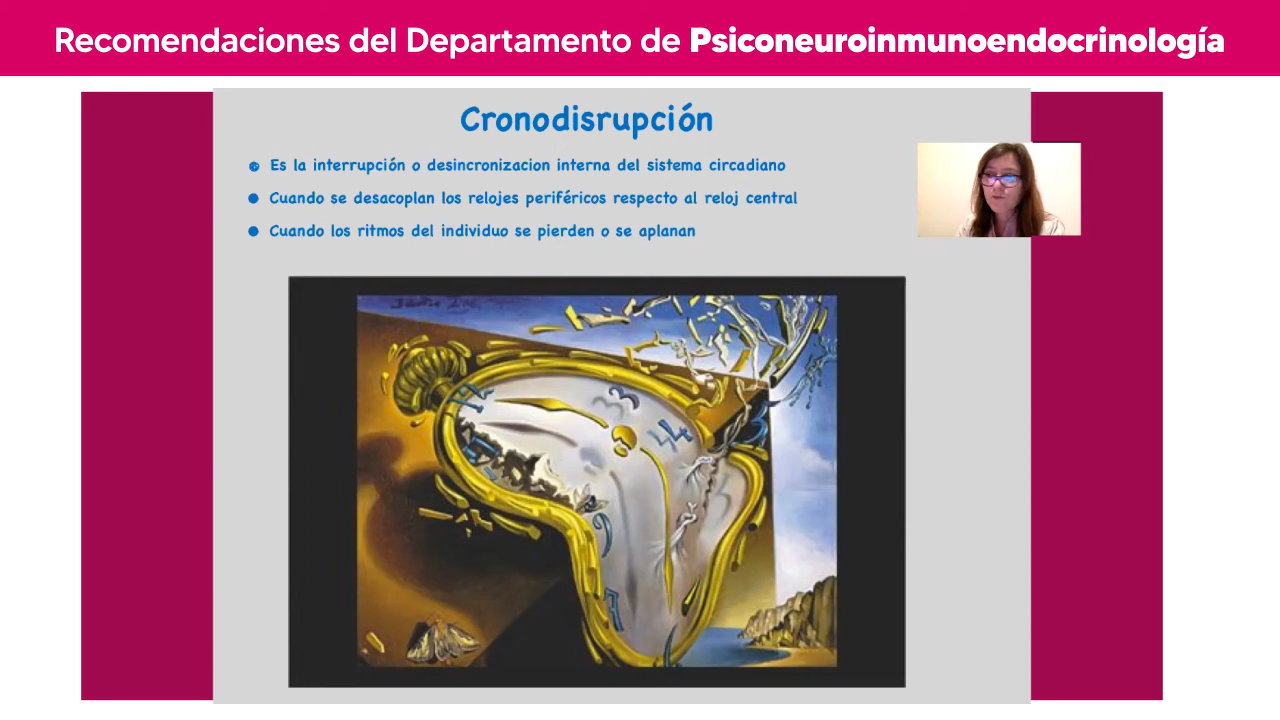 Recomendaciones del Departamento de Psiconeuroinmunoendocrinología
Cronodisrupción
Es la interrupción o desincronizacion interna del sistema circadiano
Cuando se desacoplan los relojes periféricos respecto al reloj central
Cuando los ritmos del individuo se pierden o se aplanan